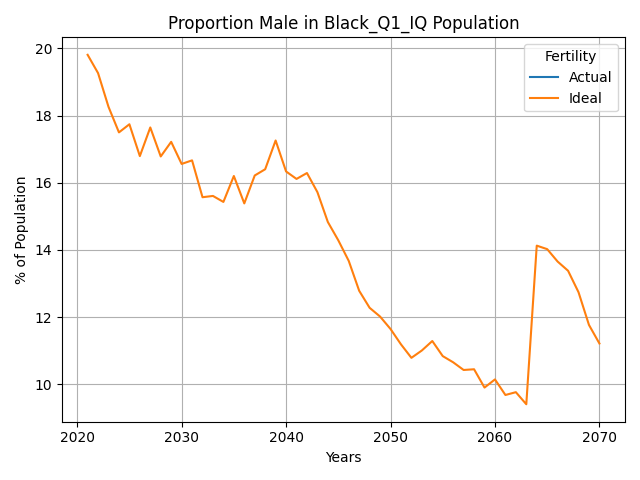 Proportion Male in Black_Q1_IQ Population
% of Population
20
18
16
14
12
10
Fertility
Actual
Ideal
2020
2030
2040
2050
2060
2070
Years